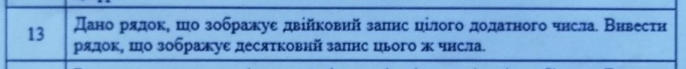 13
Дано рядок, що зображує двійковий запис цілого додатного числа. Вивести
рядок, що зображує десятковий запис цього ж числа.